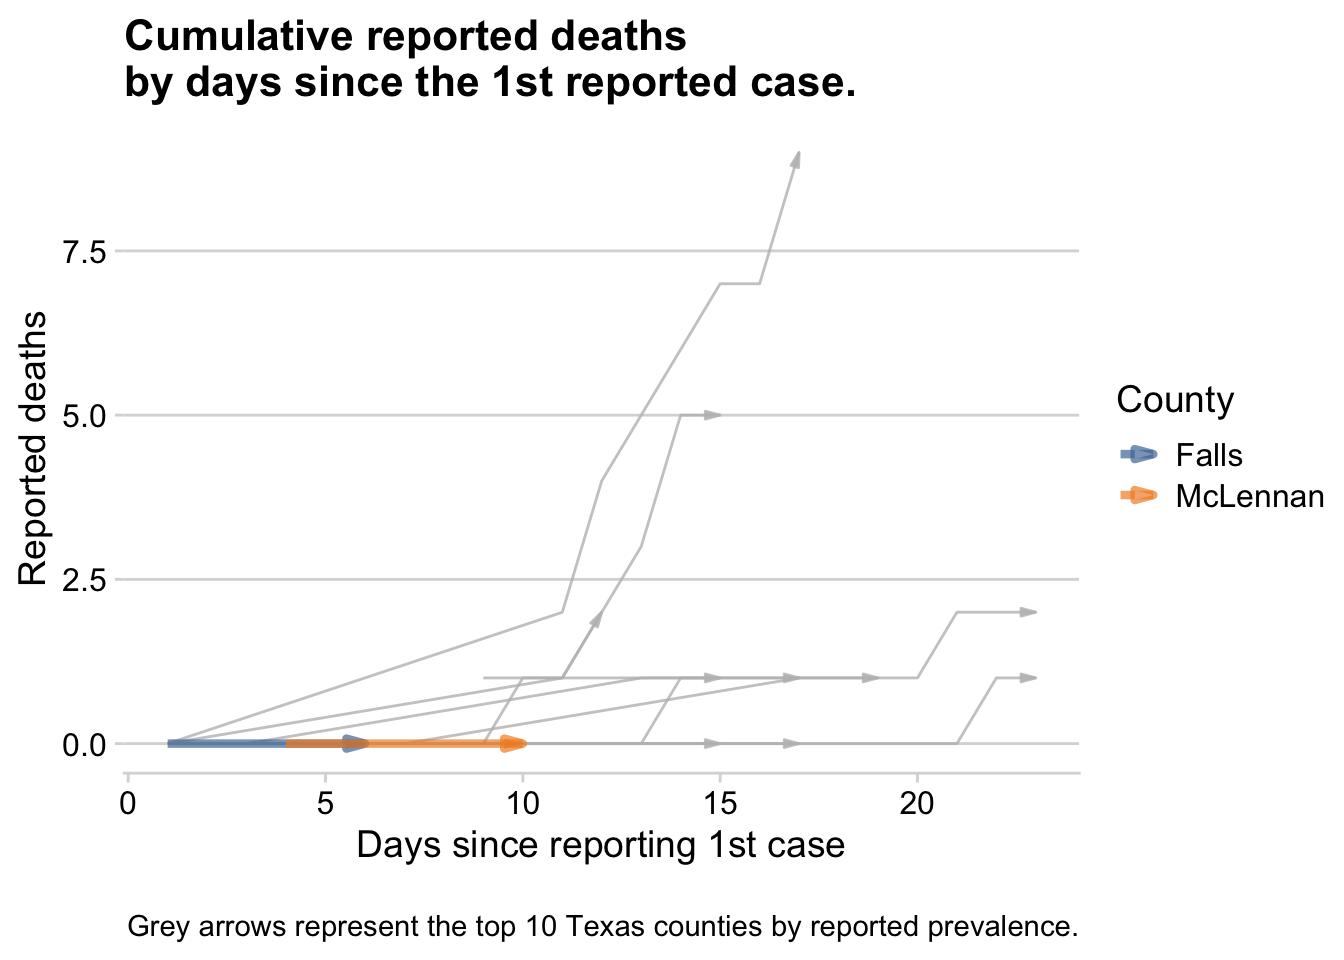 Cumulative reported deaths
by days since the 1st reported case.
7.5
5.0
2.5
0.0
Reported deaths
0 5 10 15 20
Days since reporting 1st case
County
Falls
McLennan
Grey arrows represent the top 10 Texas counties by reported prevalence.